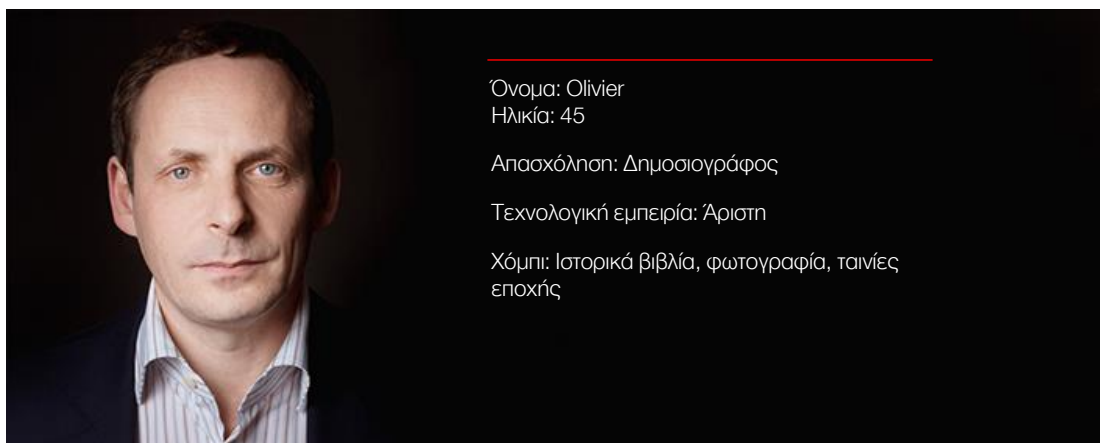 Όνομα: Olivier
Ηλικία: 45
Απασχόληση: Δημοσιογράφος
Τεχνολογική εμπειρία: Άριστη
Χόμπι: Ιστορικά βιβλία, φωτογραφία, ταινίες
εποχής